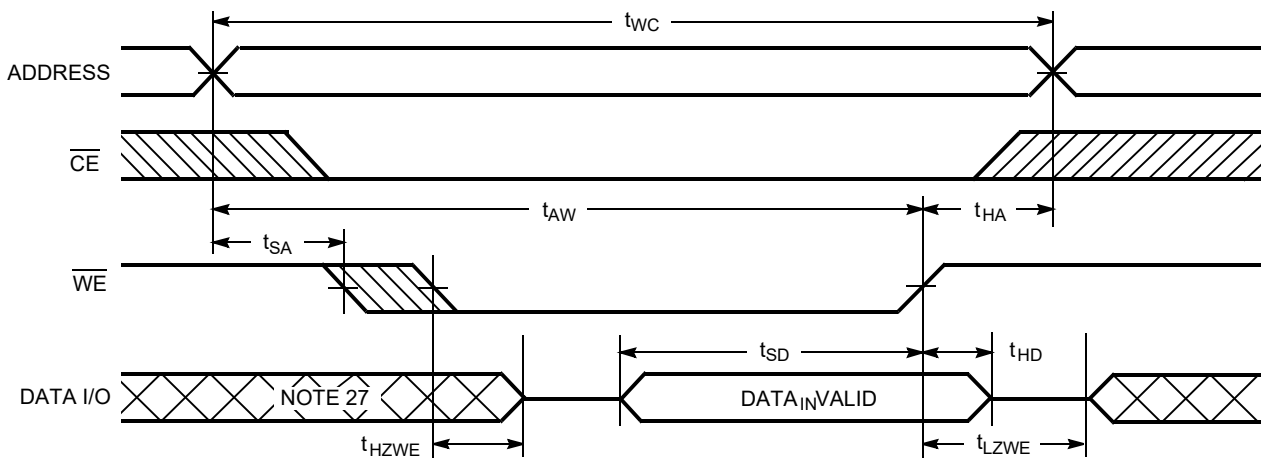 tWC
ADDRESS
CE
tAW
tHA
tSA
WE
tSD
tHD
DATA I/O
NOTE 27
DATAINVALID
tHZWE
tLZWE